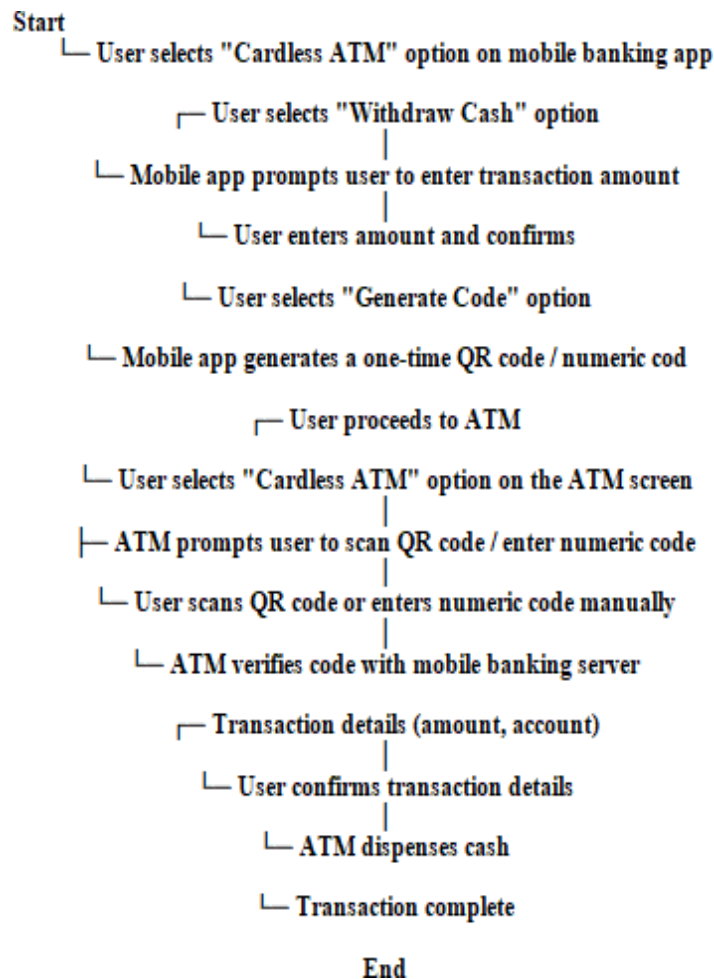 Start
└─ User selects "Cardless ATM" option on mobile banking app
┌─ User selects "Withdraw Cash" option
│
└─ Mobile app prompts user to enter transaction amount
│
└─ User enters amount and confirms
└─ User selects "Generate Code" option
└─ Mobile app generates a one-time QR code / numeric cod
┌─ User proceeds to ATM
└─ User selects "Cardless ATM" option on the ATM screen
│
├─ ATM prompts user to scan QR code / enter numeric code
│
└─ User scans QR code or enters numeric code manually
│
└─ ATM verifies code with mobile banking server
┌─ Transaction details (amount, account)
│
└─ User confirms transaction details
│
└─ ATM dispenses cash
└─ Transaction complete
End